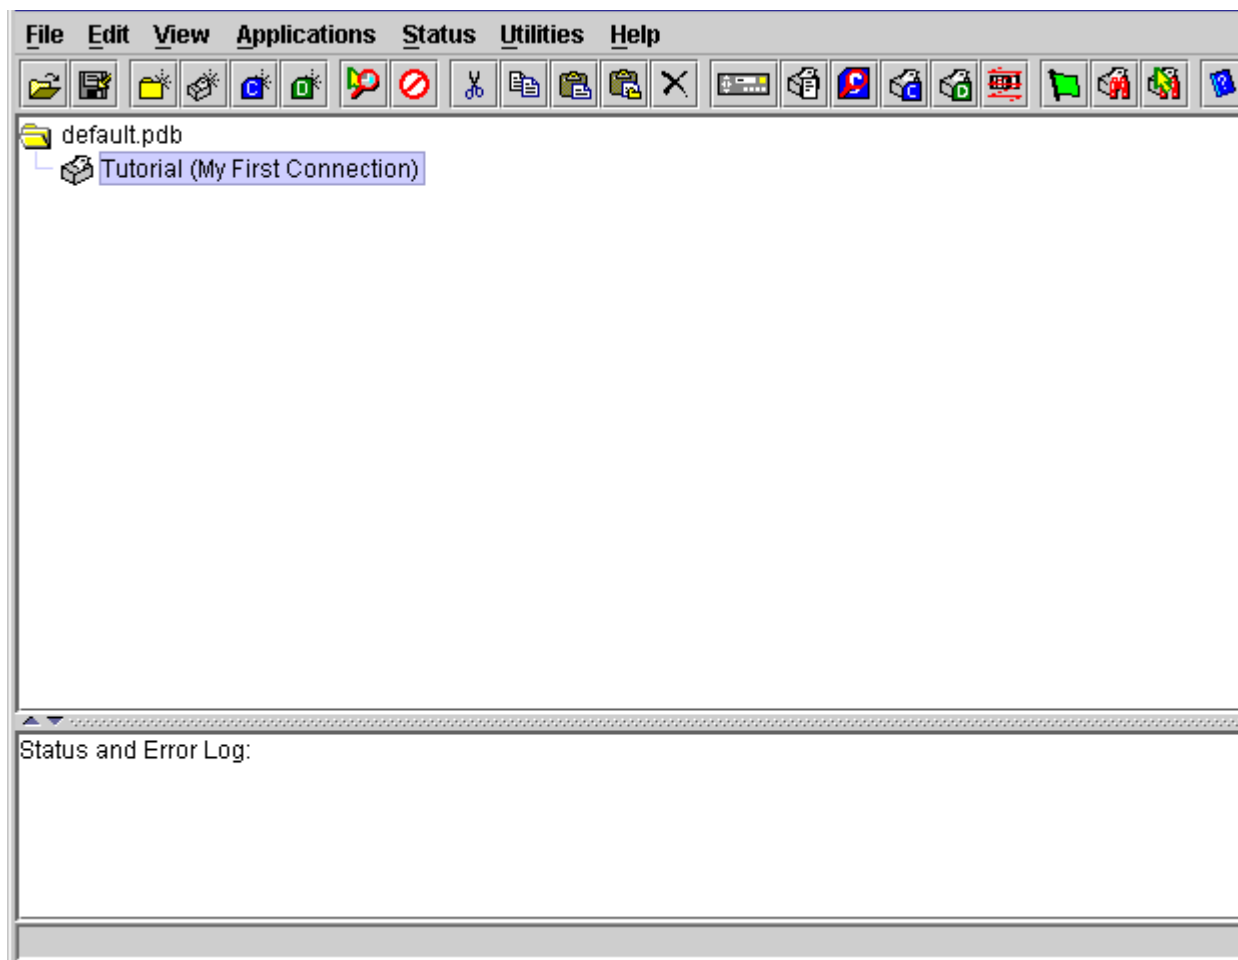 File Edit View Applications Status Utilities Help
default.pdb
Tutorial (My First Connection)
Status and Error Log: